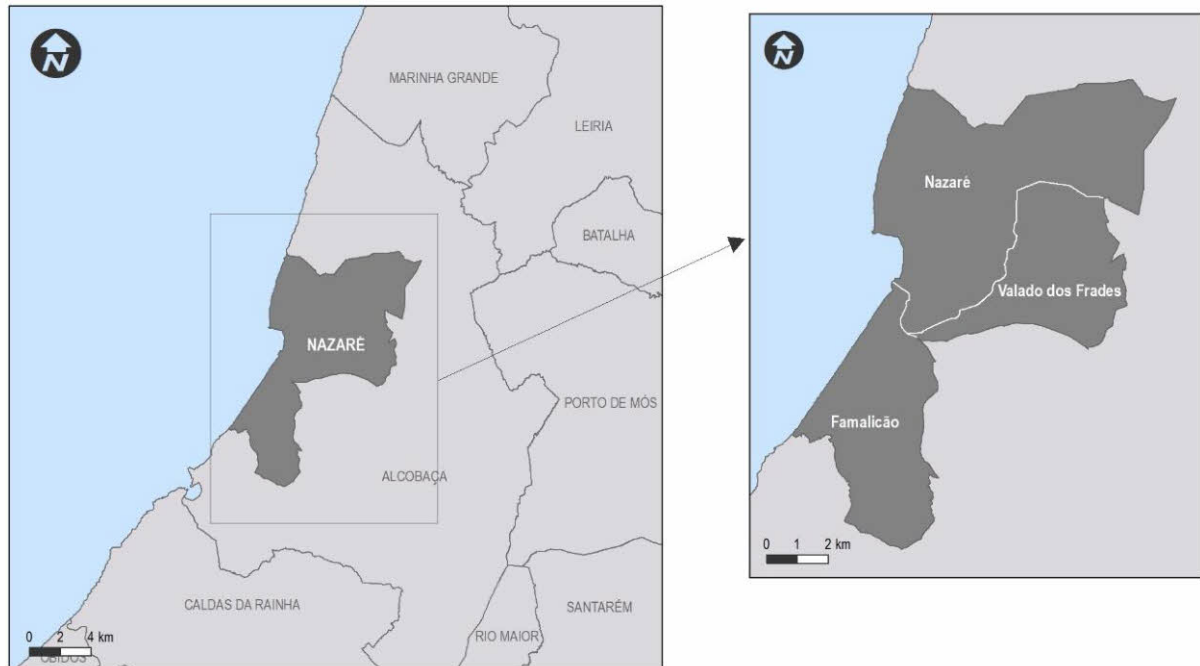 N
MARINHA GRANDE
LEIRIA
BATALHA
NAZARÉ
PORTO DE MÓS
ALCOBAÇA
CALDAS DA RAINHA
SANTARÉM
RIO MAIOR
ÓBIDOS
0 2 4 km
N
Nazaré
Valado dos Frades
Famalicão
0 1 2 km